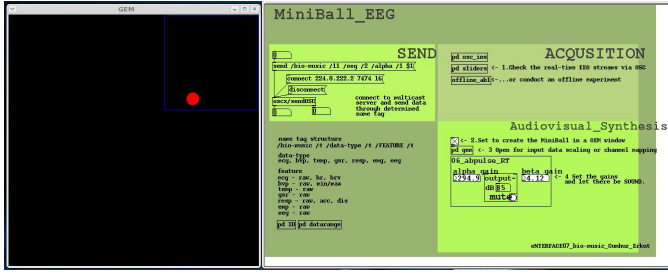 GEM
MiniBall_EEG
SEND
0
send /bio-music /11 /eeg /2 /alpha /1 $1
connect 224.0.222.2 7474 16
disconnect
oscx/sendOSC
0
0
connect to multicast
server and send data
through determined
name tag
name tag structure
/bio-music /# /data-type /# /FEATURE /#
data-type
ecg, bvp, temp, gsr, resp, emg, eeg
feature
ecg - raw, hr, hrv
bvp - raw, min/max
temp - raw
gsr - raw
resp - raw, acc, dis
emp - raw
eeg - raw
pd ID
pd datarange
ACQUSITION
pd osc_ins
pd sliders <- 1.Check the real-time EEG streams via OSC
offline_abl <-...or conduct an offline experiment
Audiovisual_Synthesis
<- 2.Set to create the MiniBall in a GEM window
pd gem <- 3 Open for input data scaling or channel mapping
06_abpulse_RT
alpha gain
beta gain
294.9
output~
4.12
<- 4 Set the gains
and let there be SOUND.
dB 85
mute
eNTERFACE07_bio-music_Cumhur_Erkut